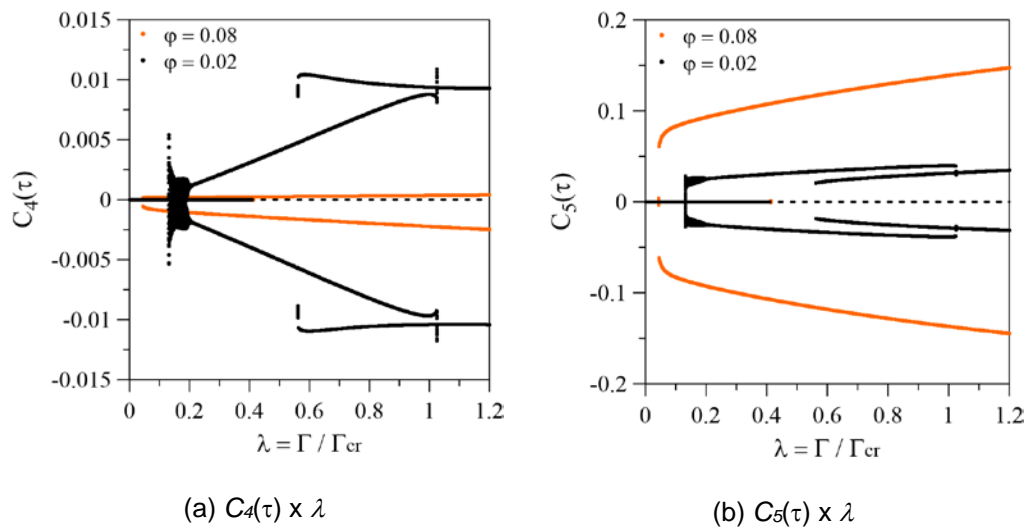 0.015
0.01
0.005
0
-0.005
-0.01
-0.015
C4(τ)
φ = 0.08
φ = 0.02
0 0.2 0.4 0.6 0.8 1 1.2
λ = Γ / Γcr
(a) C4(τ) x λ
0.2
0.1
0
-0.1
-0.2
C5(τ)
φ = 0.08
φ = 0.02
0 0.2 0.4 0.6 0.8 1 1.2
λ = Γ / Γcr
(b) C5(τ) x λ